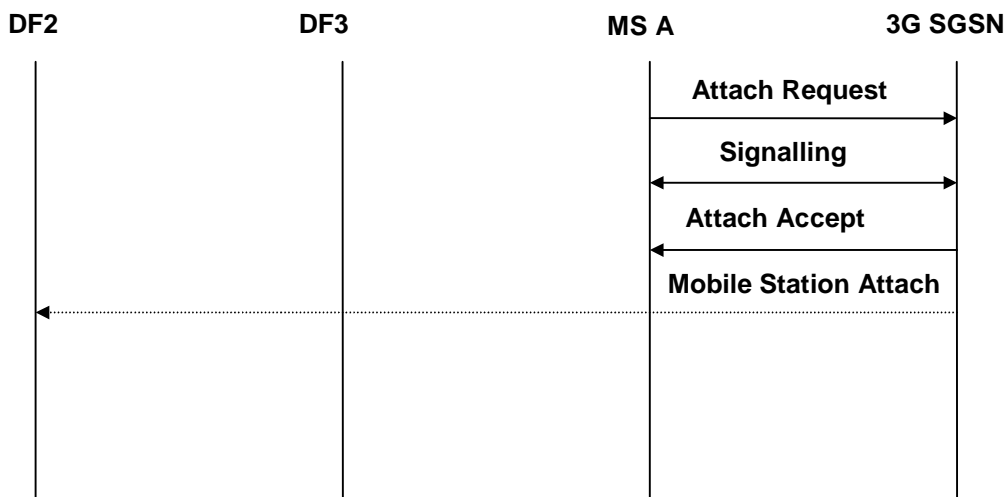 DF2 DF3 MS A 3G SGSN
Attach Request
Signalling
Attach Accept
Mobile Station Attach